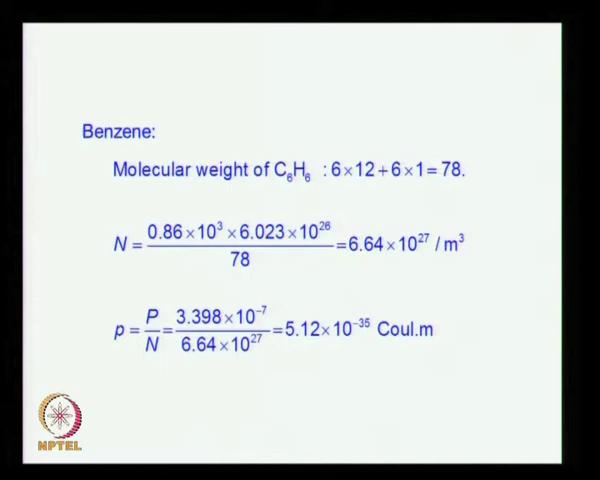 Benzene:
Molecular weight of C₆H₆ : 6×12+6×1=78.
N = 0.86×10³×6.023×10²⁶ / 78 = 6.64×10²⁷ / m³
p = P/N = 3.398×10⁻⁷ / 6.64×10²⁷ = 5.12×10⁻³⁵ Coul.m
NPTEL